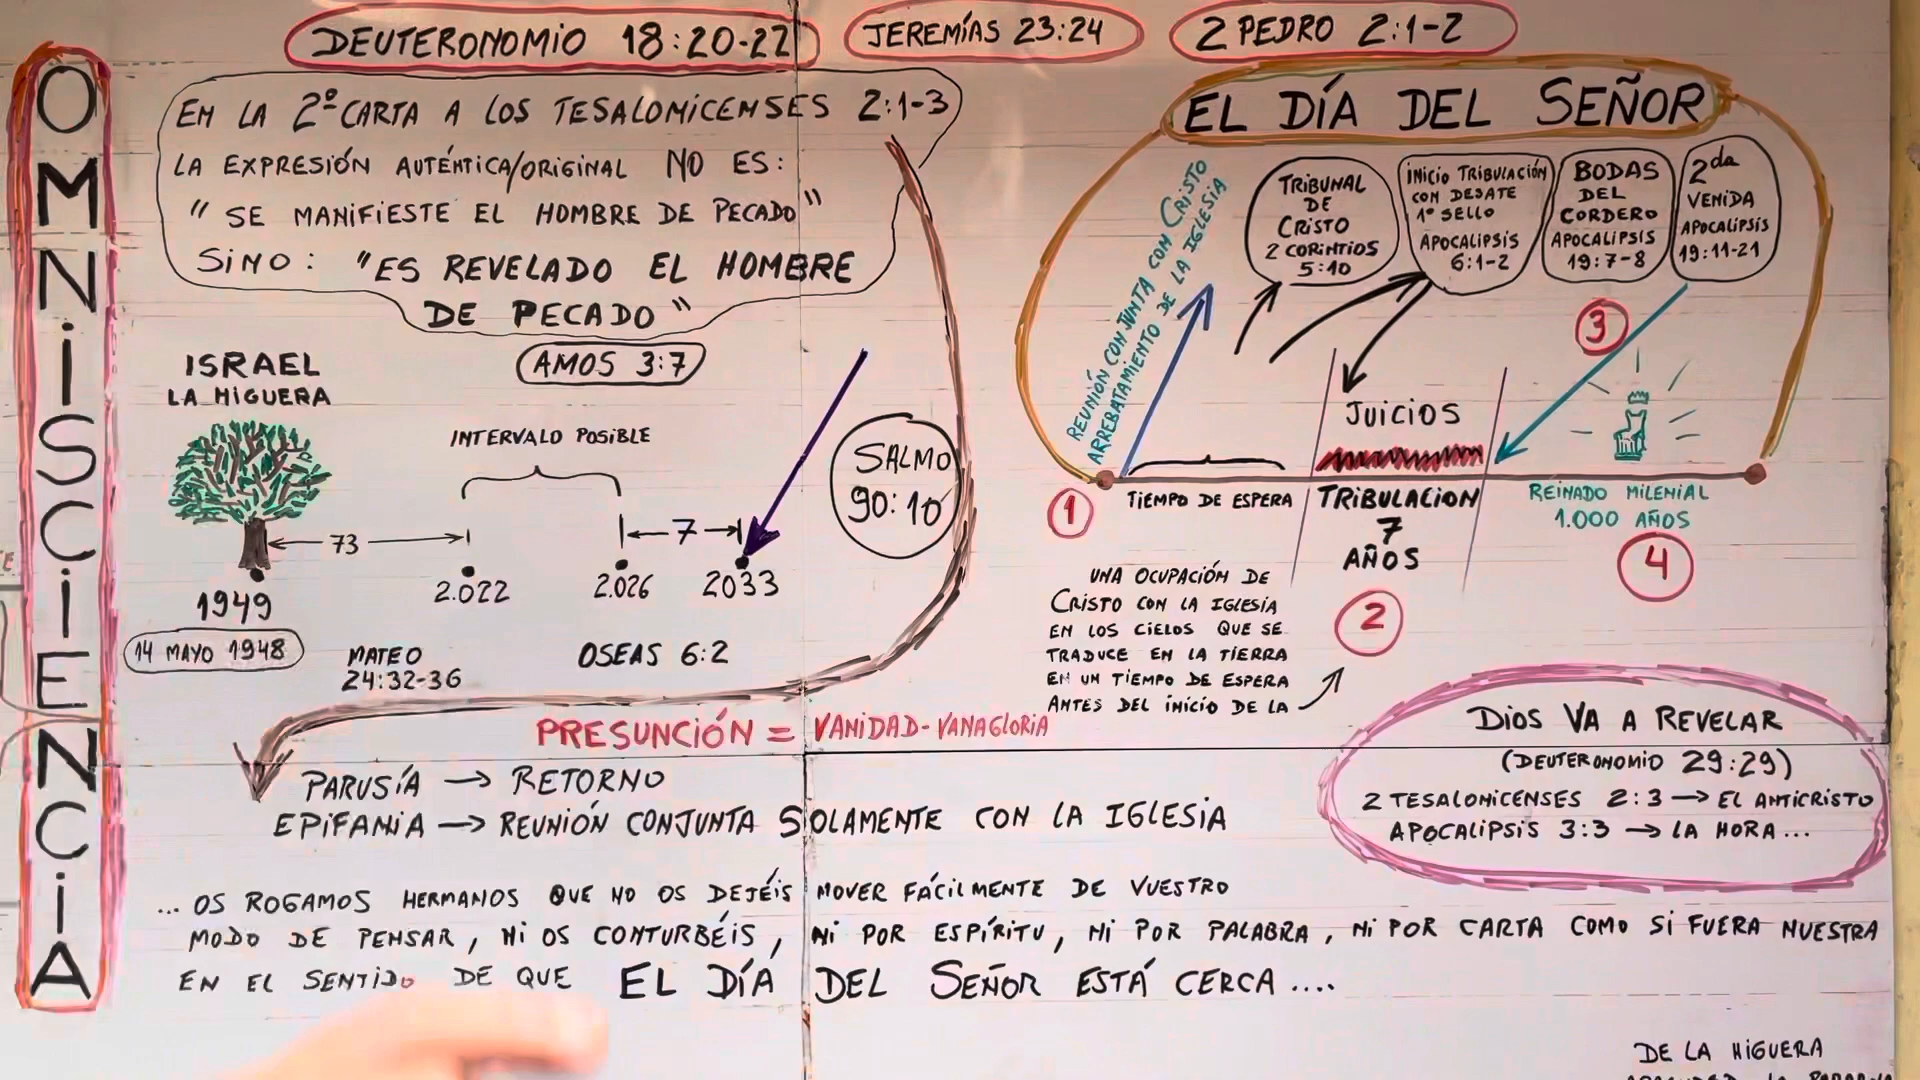 OMNISCIENCIA
DEUTERONOMIO 18:20-22
JEREMÍAS 23:24
2 PEDRO 2:1-2
EN LA 2º CARTA A LOS TESALONICENSES 2:1-3
LA EXPRESIÓN AUTÉNTICA/ORIGINAL NO ES:
"SE MANIFIESTE EL HOMBRE DE PECADO"
SINO: "ES REVELADO EL HOMBRE
DE PECADO"
AMOS 3:7
ISRAEL
LA HIGUERA
INTERVALO POSIBLE
73
7
1949
2.022
2.026
2033
14 MAYO 1948
MATEO
24:32-36
OSEAS 6:2
SALMO
90:10
EL DÍA DEL SEÑOR
REUNIÓN CONJUNTA CON CRISTO
ARREBATAMIENTO DE LA IGLESIA
TRIBUNAL
DE
CRISTO
2 CORINTIOS
5:10
INICIO TRIBULACIÓN
CON DESATE
1º SELLO
APOCALIPSIS
6:1-2
BODAS
DEL
CORDERO
APOCALIPSIS
19:7-8
2da
VENIDA
APOCALIPSIS
19:11-21
3
JUICIOS
1
TIEMPO DE ESPERA
TRIBULACION
7
AÑOS
2
REINADO MILENIAL
1.000 AÑOS
4
UNA OCUPACIÓN DE
CRISTO CON LA IGLESIA
EN LOS CIELOS QUE SE
TRADUCE EN LA TIERRA
EN UN TIEMPO DE ESPERA
ANTES DEL INICIO DE LA
PRESUNCIÓN = VANIDAD-VANAGLORIA
PARUSÍA → RETORNO
EPIFANIA → REUNIÓN CONJUNTA SOLAMENTE CON LA IGLESIA
DIOS VA A REVELAR
(DEUTERONOMIO 29:29)
2 TESALONICENSES 2:3 → EL ANTICRISTO
APOCALIPSIS 3:3 → LA HORA...
... OS ROGAMOS HERMANOS QUE NO OS DEJÉIS MOVER FÁCILMENTE DE VUESTRO
MODO DE PENSAR, NI OS CONTURBÉIS, NI POR ESPÍRITU, NI POR PALABRA, NI POR CARTA COMO SI FUERA NUESTRA
EN EL SENTIDO DE QUE EL DÍA DEL SEÑOR ESTÁ CERCA....
DE LA HIGUERA